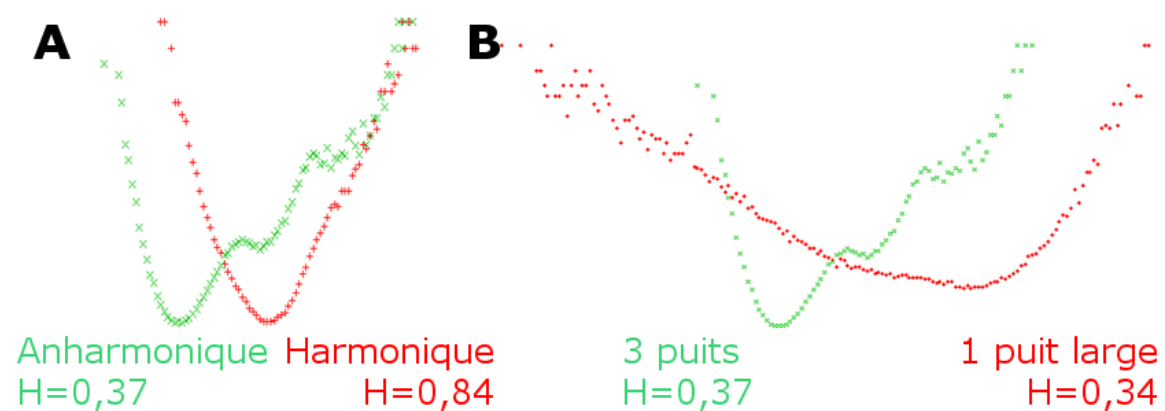 A
B
Anharmonique Harmonique
H=0,37 H=0,84
3 puits 1 puit large
H=0,37 H=0,34